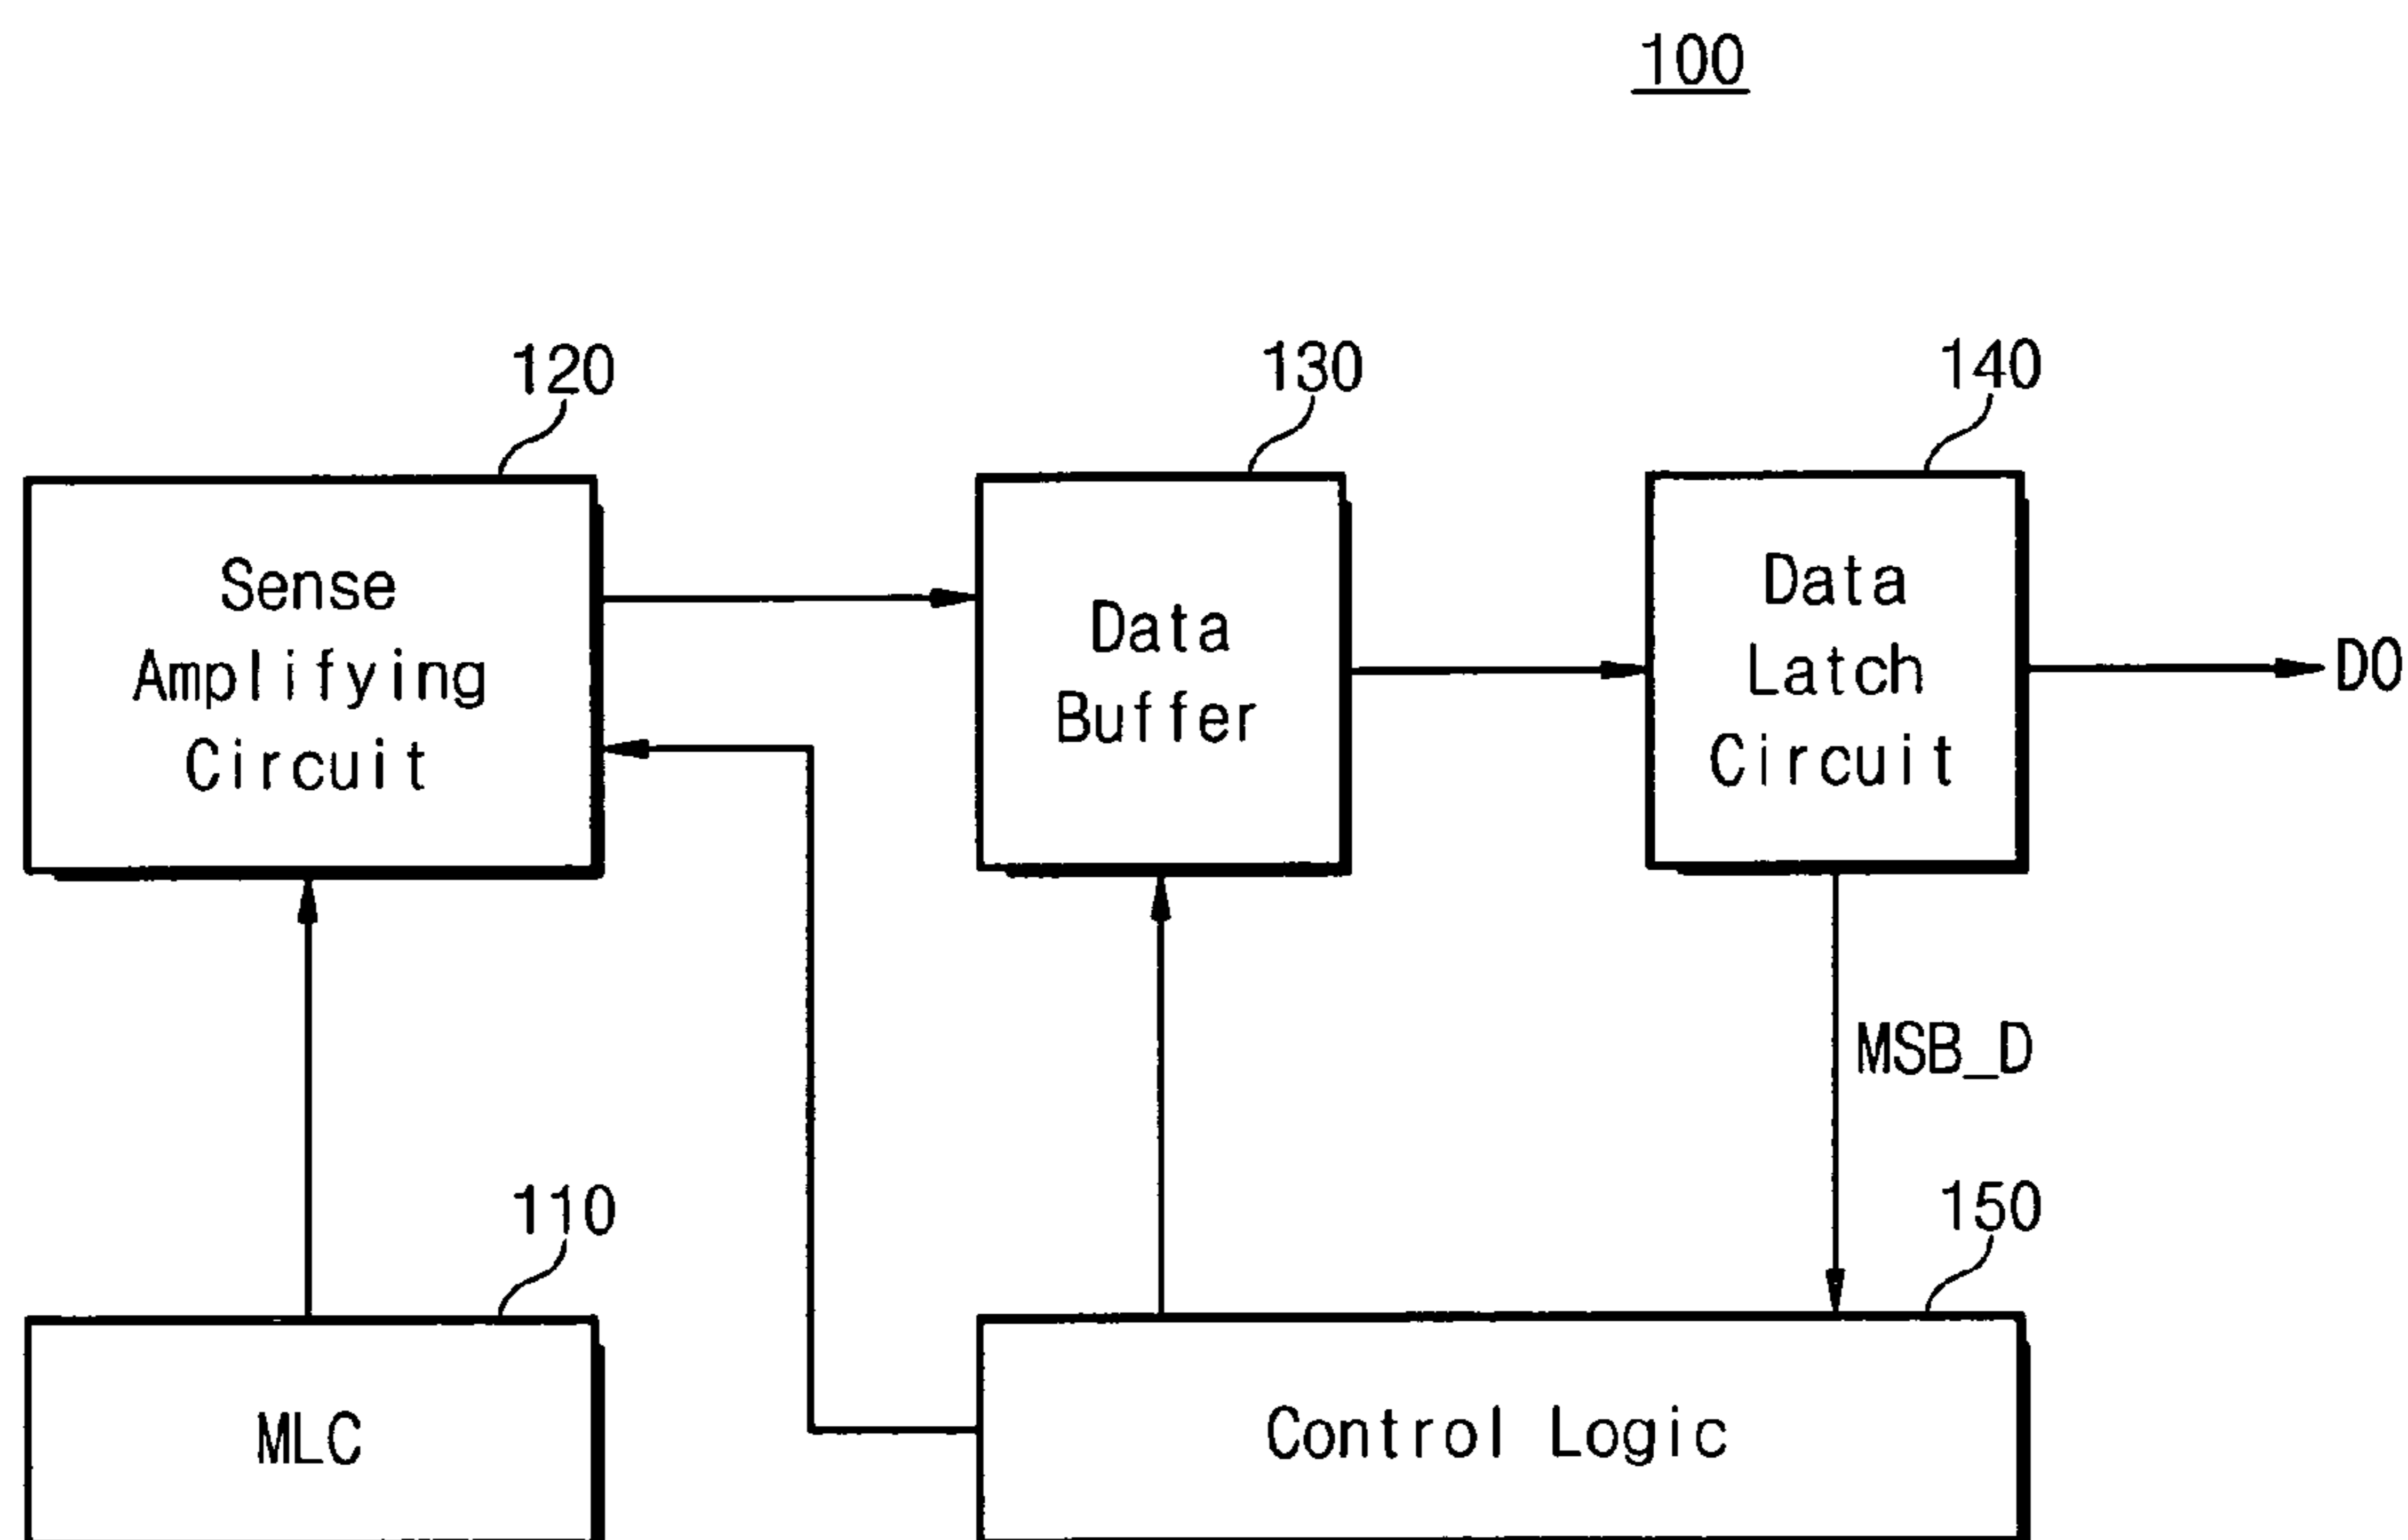 100
120
130
140
Sense
Amplifying
Circuit
Data
Buffer
Data
Latch
Circuit
DO
MSB_D
110
150
MLC
Control Logic